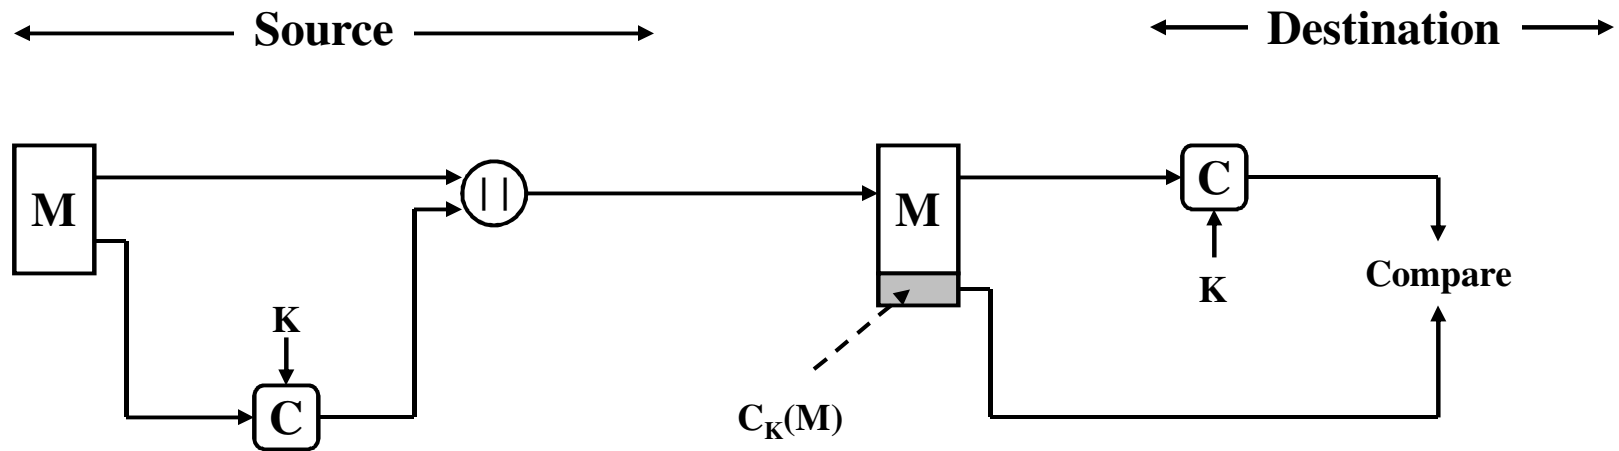 Source
Destination
M
||
M
C
K
Compare
K
C
C_K(M)